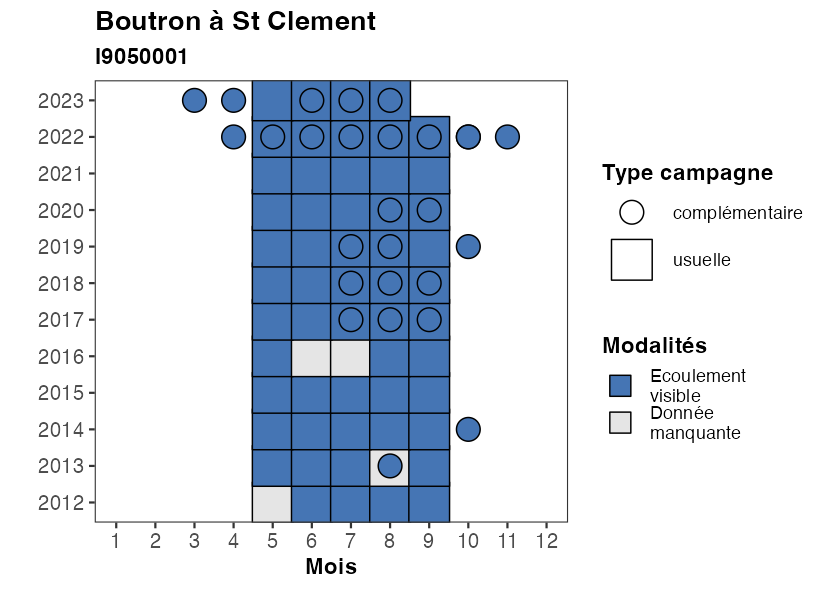 Boutron à St Clement
I9050001
2023
2022
2021
2020
2019
2018
2017
2016
2015
2014
2013
2012
1 2 3 4 5 6 7 8 9 10 11 12
Mois
Type campagne
complémentaire
usuelle
Modalités
Ecoulement
visible
Donnée
manquante